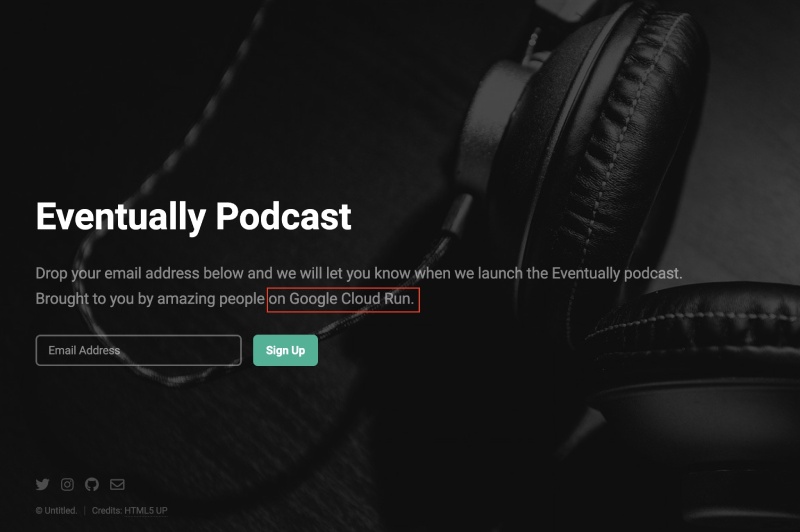 Eventually Podcast
Drop your email address below and we will let you know when we launch the Eventually podcast.
Brought to you by amazing people on Google Cloud Run.
Email Address
Sign Up
© Untitled. | Credits: HTML5 UP